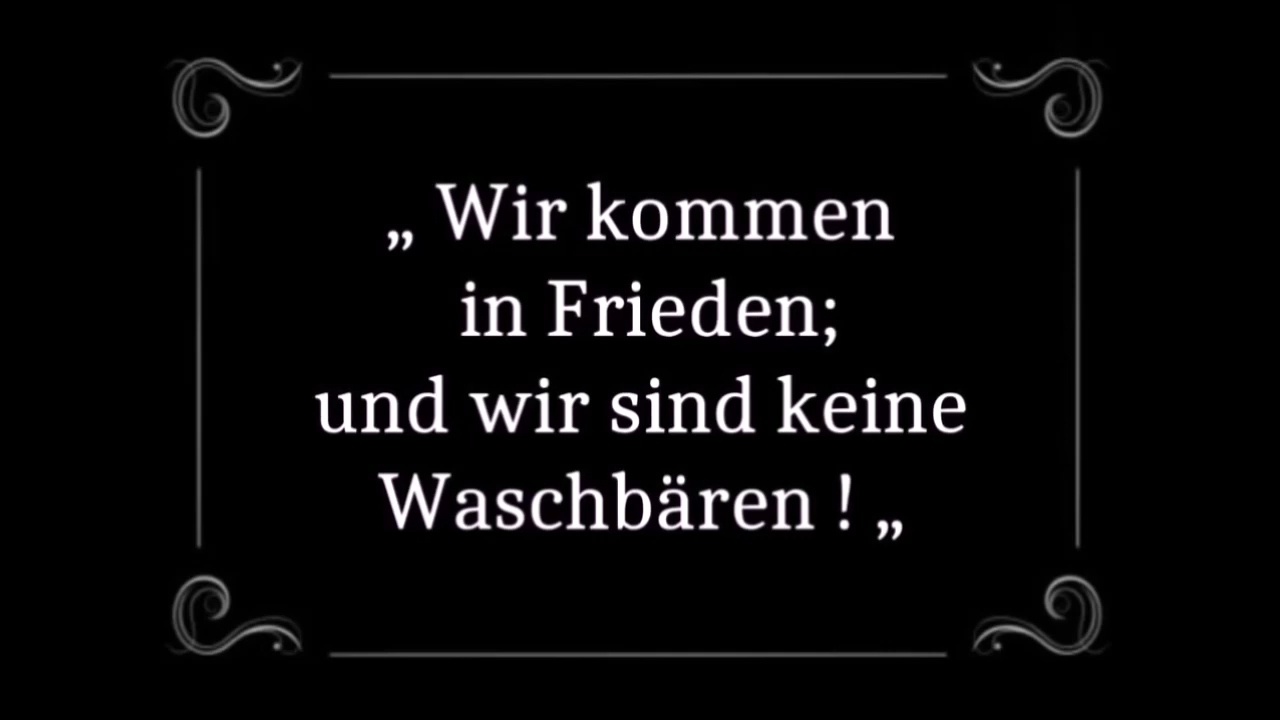 „ Wir kommen
in Frieden;
und wir sind keine
Waschbären ! „